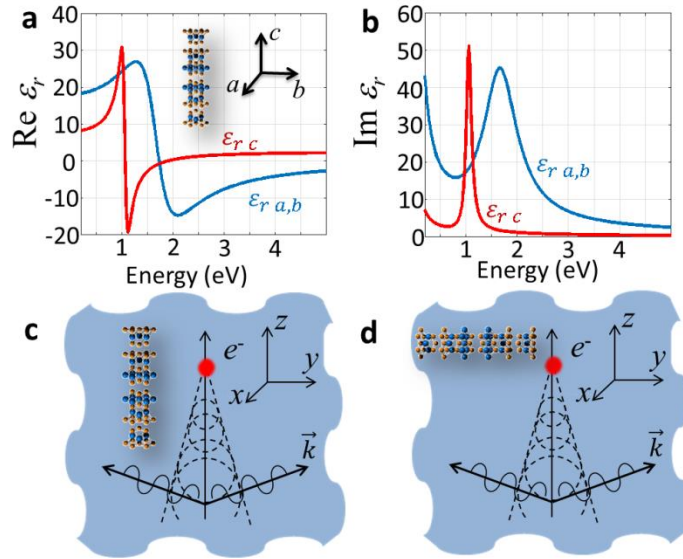 a
Re εr
40
30
20
10
0
-10
-20
1 2 3 4
Energy (eV)
c
a
b
εr c
εr a,b
b
Im εr
60
50
40
30
20
10
0
1 2 3 4
Energy (eV)
εr a,b
εr c
c
e-
z
y
x
k
d
e-
z
y
x
k